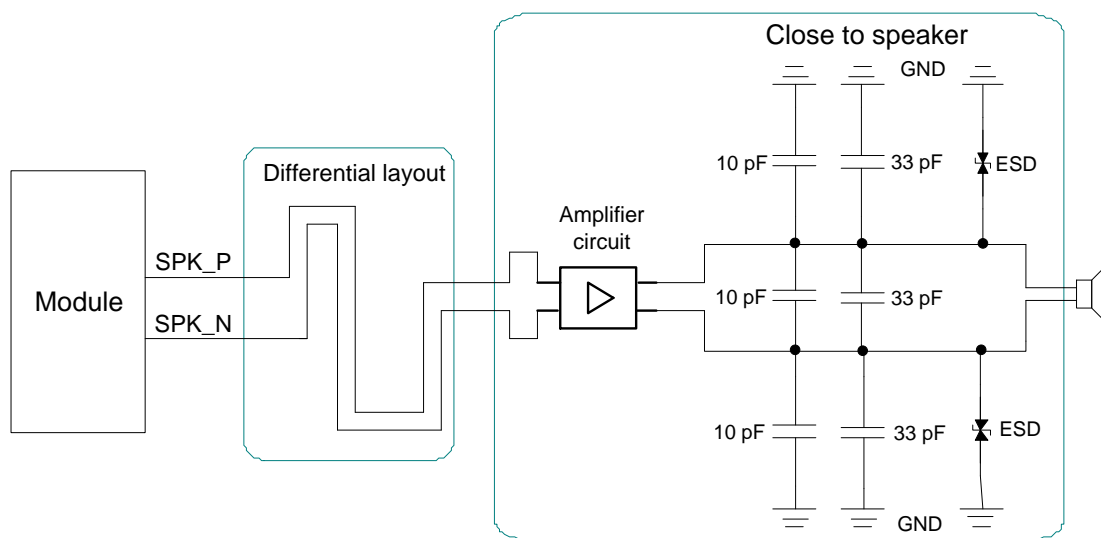 Close to speaker
GND
10 pF
33 pF
ESD
Differential layout
Amplifier
circuit
SPK_P
Module
10 pF
33 pF
SPK_N
10 pF
33 pF
ESD
GND